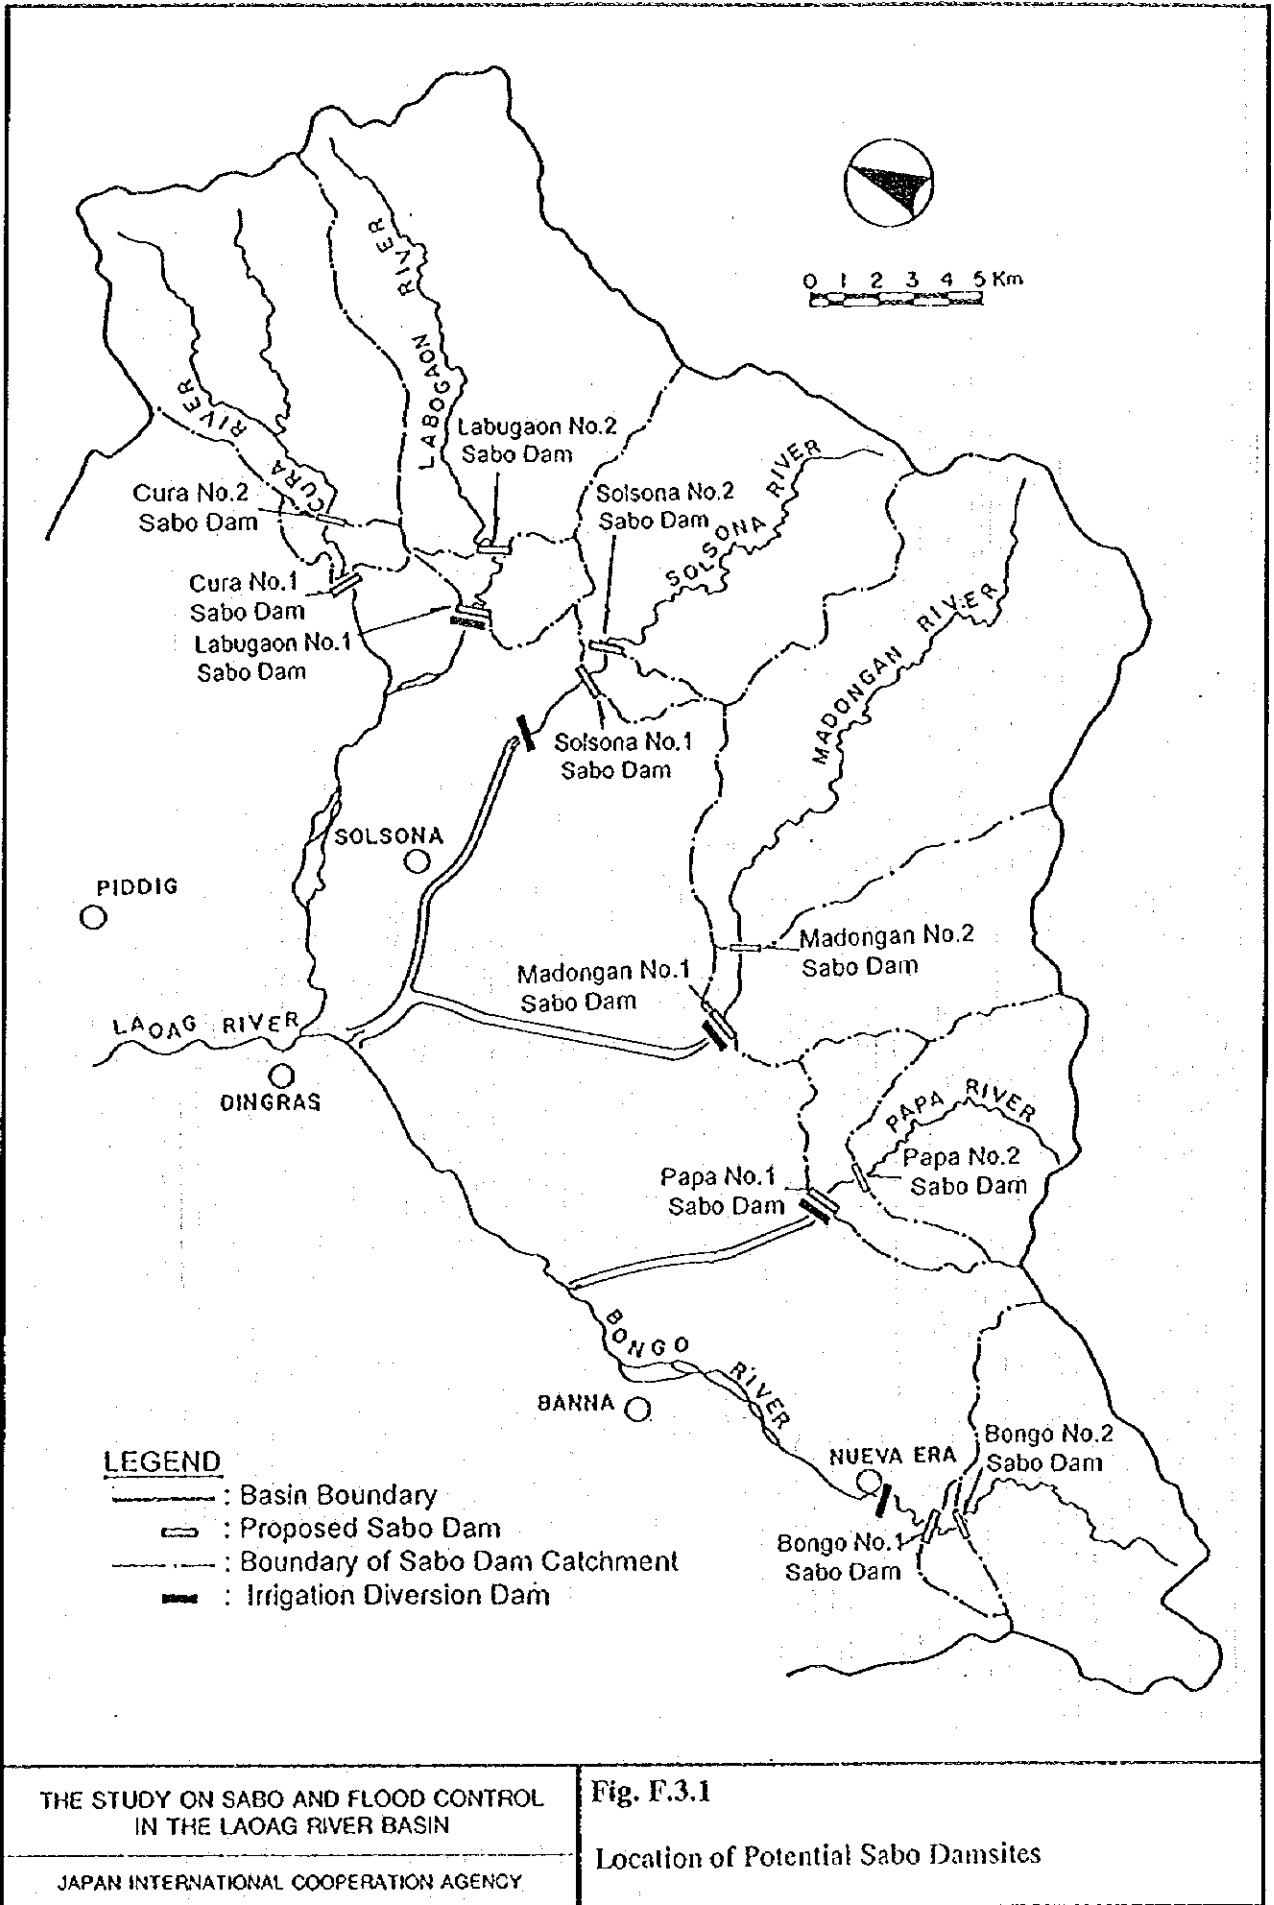 0 1 2 3 4 5 Km
LABOGAON RIVER
CURA RIVER
Labugaon No.2
Sabo Dam
Cura No.2
Sabo Dam
Solsona No.2
Sabo Dam
SOLSONA RIVER
Cura No.1
Sabo Dam
Labugaon No.1
Sabo Dam
MADONGAN RIVER
Solsona No.1
Sabo Dam
SOLSONA
PIDDIG
Madongan No.2
Sabo Dam
Madongan No.1
Sabo Dam
LAOAG RIVER
DINGRAS
PAPA RIVER
Papa No.2
Sabo Dam
Papa No.1
Sabo Dam
BONGO RIVER
BANNA
NUEVA ERA
Bongo No.2
Sabo Dam
Bongo No.1
Sabo Dam
LEGEND
: Basin Boundary
: Proposed Sabo Dam
: Boundary of Sabo Dam Catchment
: Irrigation Diversion Dam
THE STUDY ON SABO AND FLOOD CONTROL
IN THE LAOAG RIVER BASIN
JAPAN INTERNATIONAL COOPERATION AGENCY
Fig. F.3.1
Location of Potential Sabo Damsites